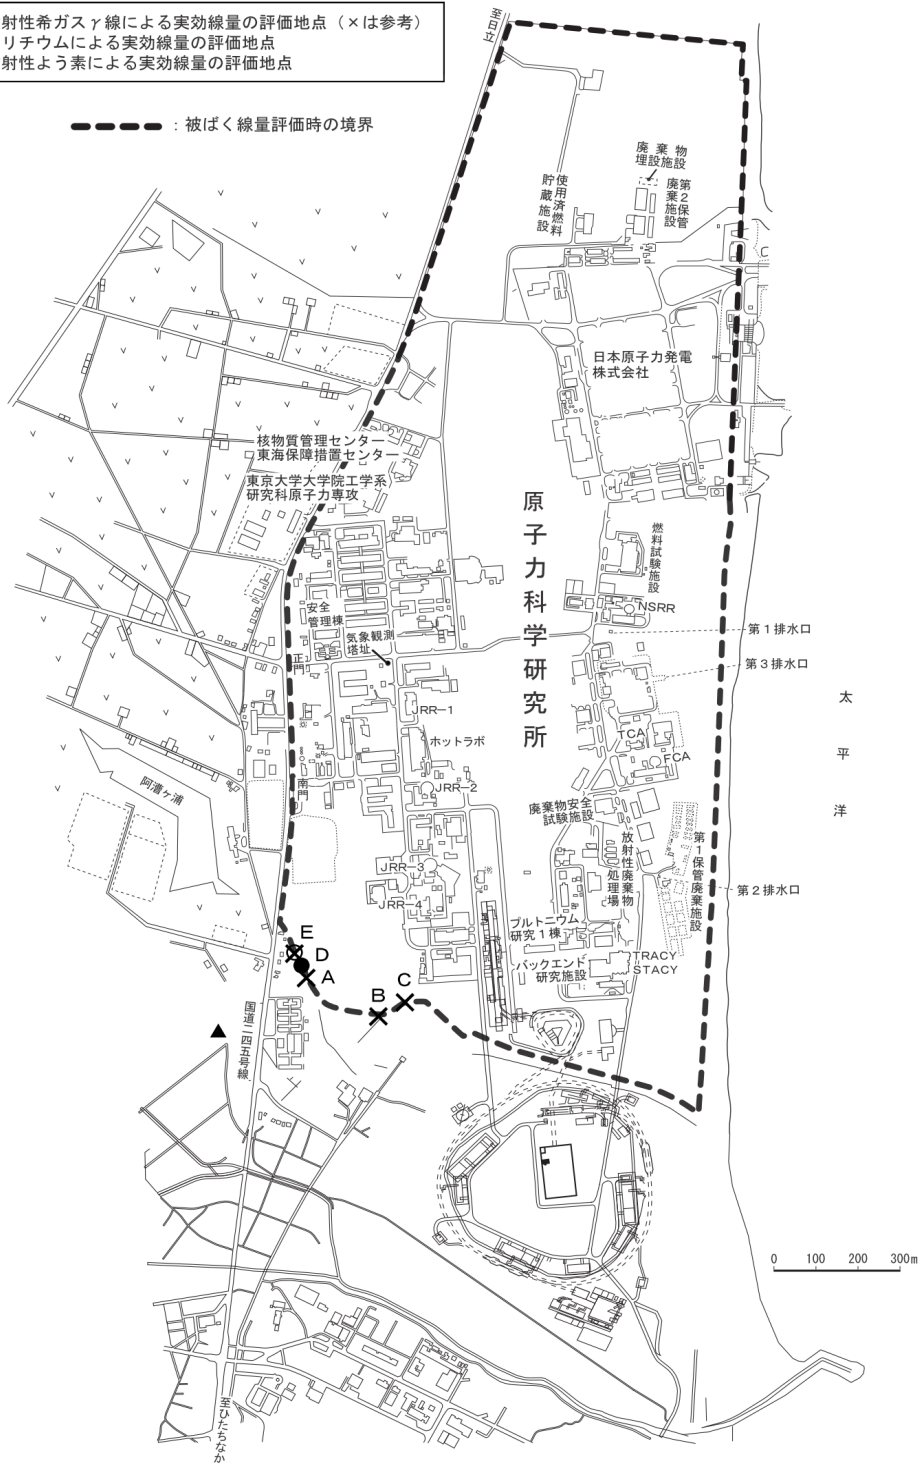 射性希ガスγ線による実効線量の評価地点（×は参考）
リチウムによる実効線量の評価地点
射性よう素による実効線量の評価地点
：被ばく線量評価時の境界
至日立
廃棄物
埋設施設
第2保管
廃棄施設
使用済燃料
貯蔵施設
日本原子力発電
株式会社
核物質管理センター
東海保障措置センター
東京大学大学院工学系
研究科原子力専攻
原子力科学研究所
燃料試験施設
NSRR
安全
管理棟
気象観測
塔址
正門
第1排水口
第3排水口
JRR-1
ホットラボ
TCA
FCA
太平洋
阿漕ヶ浦
南門
JRR-2
廃棄物安全
試験施設
放射性廃棄物
処理場
第1保管廃棄施設
JRR-3
JRR-4
第2排水口
プルトニウム
研究1棟
バックエンド
研究施設
TRACY
STACY
E
D
A
B
C
国道二四五号線
0 100 200 300m
至ひたちなか